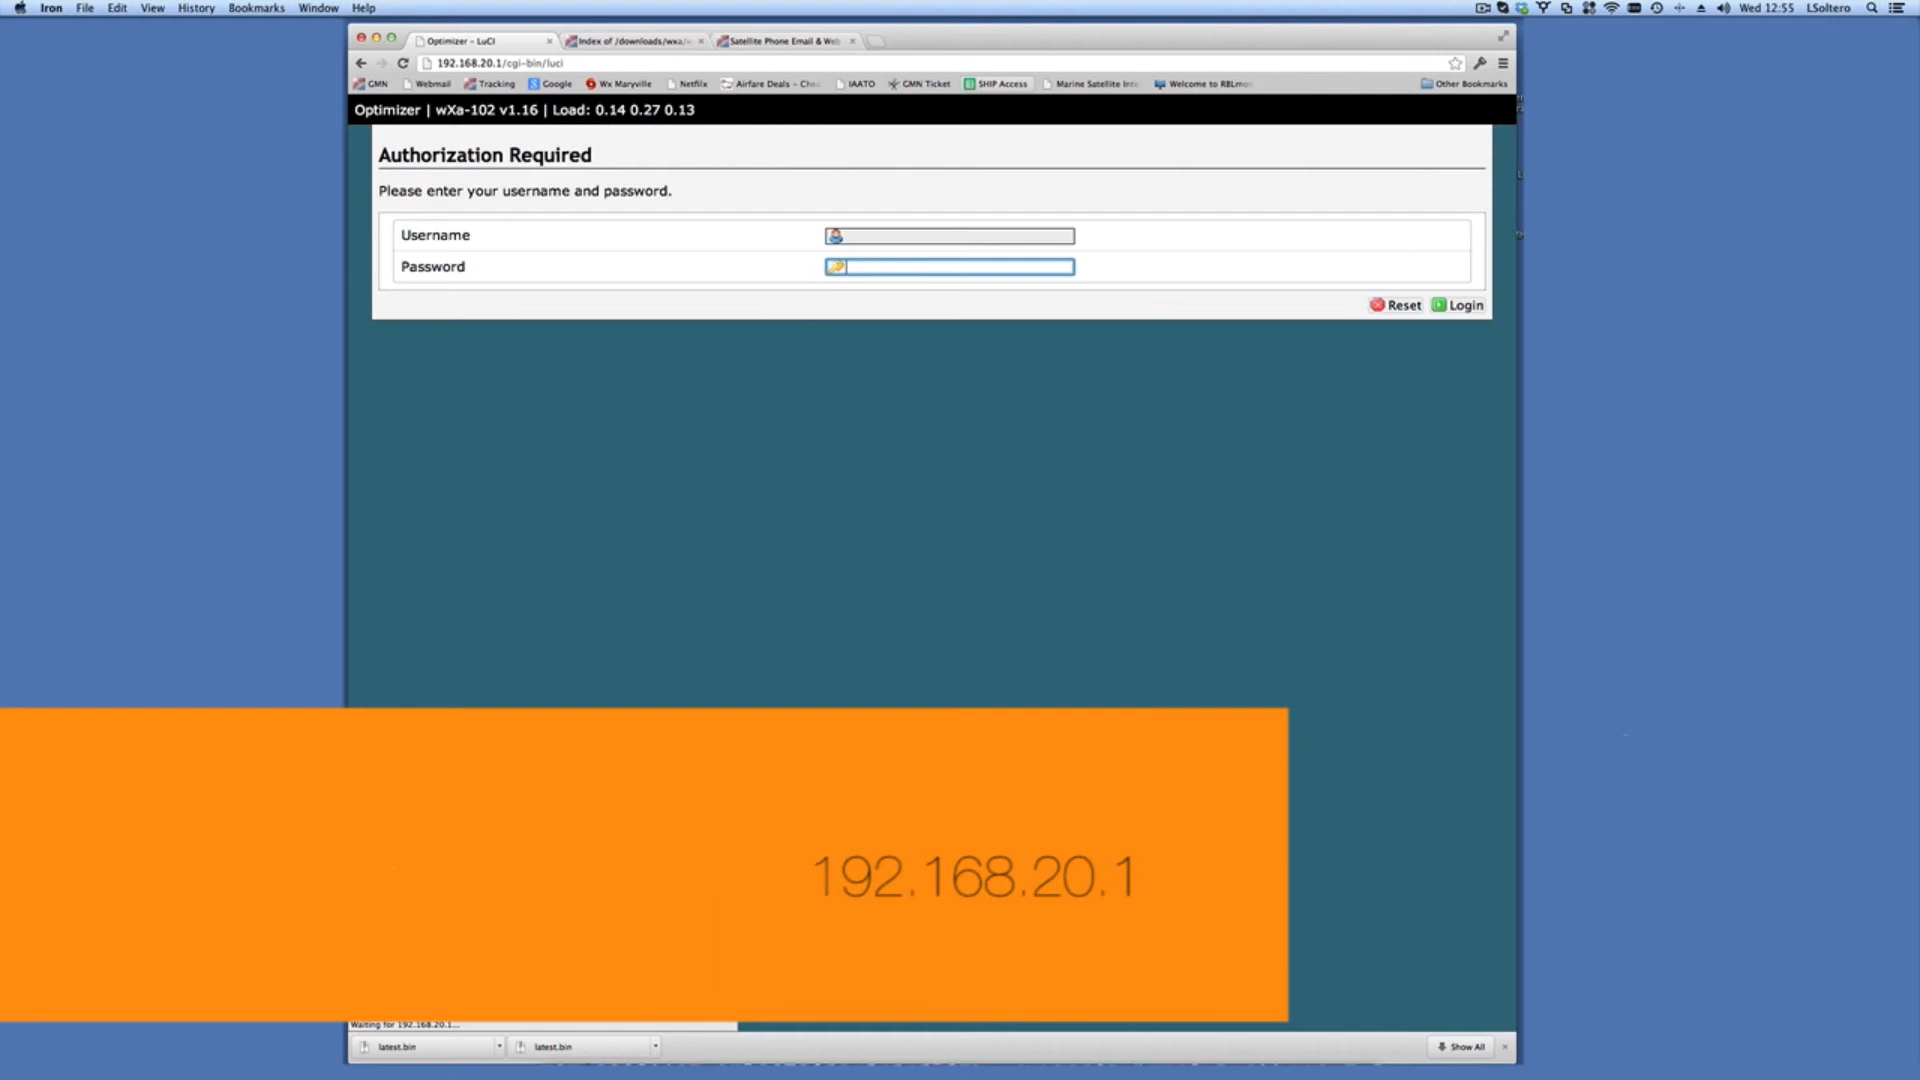 Iron File Edit View History Bookmarks Window Help Wed 12:55 LSoltero
Optimizer - LuCI Index of /downloads/wxa/ Satellite Phone Email & Web
192.168.20.1/cgi-bin/luci
GMN Webmail Tracking Google Wx Maryville Netflix Airfare Deals - Che IAATO GMN Ticket SHIP Access Marine Satellite Inte Welcome to RBLmo Other Bookmarks
Optimizer | wXa-102 v1.16 | Load: 0.14 0.27 0.13
Authorization Required
Please enter your username and password.
Username
Password
Reset Login
192.168.20.1
Waiting for 192.168.20.1...
latest.bin latest.bin Show All